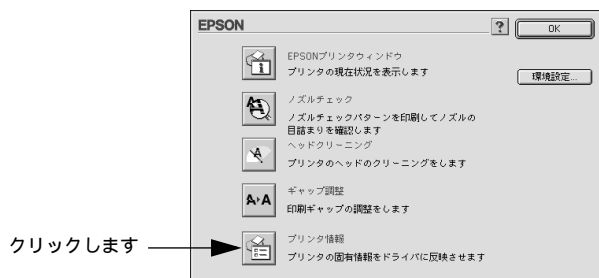 EPSON
? OK
EPSONプリンタウィンドウ
プリンタの現在状況を表示します
環境設定...
ノズルチェック
ノズルチェックパターンを印刷してノズルの
目詰まりを確認します
ヘッドクリーニング
プリンタのヘッドのクリーニングをします
ギャップ調整
A▸A
印刷ギャップの調整をします
クリックします
プリンタ情報
プリンタの固有情報をドライバに反映させます